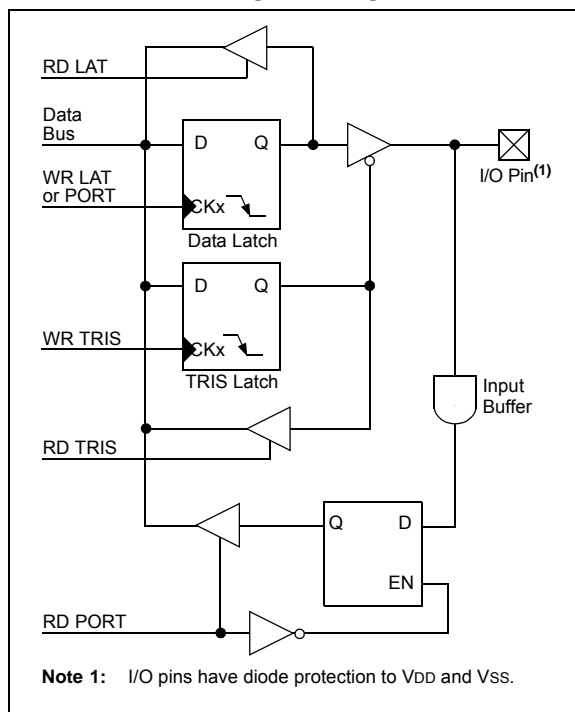 RD LAT
Data
Bus
D Q
WR LAT
or PORT
CKx
Data Latch
I/O Pin(1)
D Q
WR TRIS
CKx
TRIS Latch
Input
Buffer
RD TRIS
Q D
EN
RD PORT
Note 1: I/O pins have diode protection to VDD and VSS.